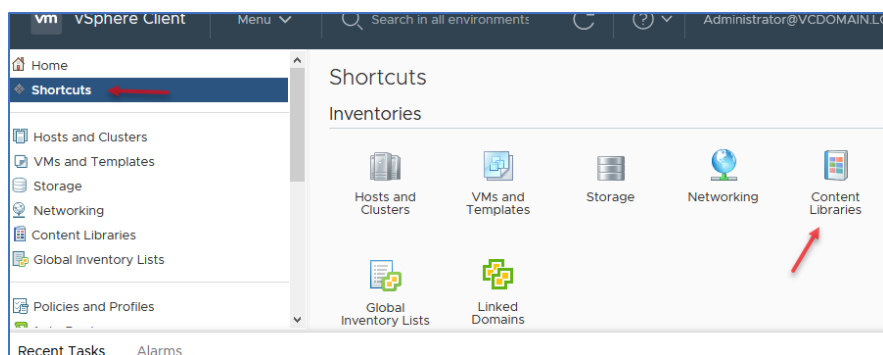 vm vSphere Client Menu Search in all environments Administrator@VCDOMAIN.LO
Home
Shortcuts
Hosts and Clusters
VMs and Templates
Storage
Networking
Content Libraries
Global Inventory Lists
Policies and Profiles
Shortcuts
Inventories
Hosts and
Clusters
VMs and
Templates
Storage
Networking
Content
Libraries
Global
Inventory Lists
Linked
Domains
Recent Tasks Alarms